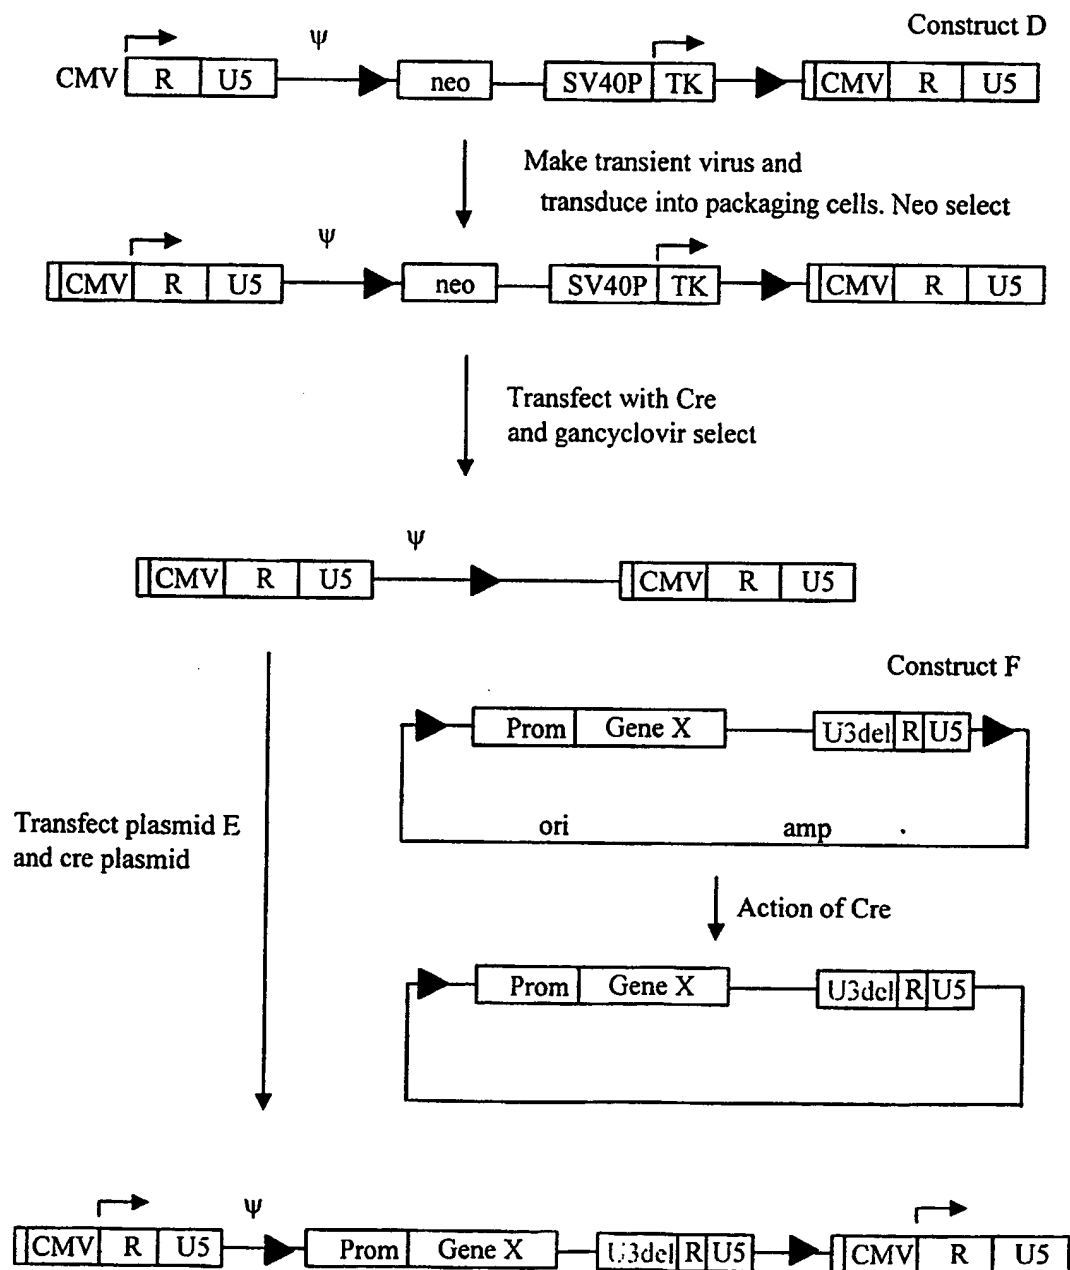 Construct D
ψ
CMV R U5 neo SV40P TK CMV R U5
Make transient virus and
transduce into packaging cells. Neo select
ψ
CMV R U5 neo SV40P TK CMV R U5
Transfect with Cre
and gancyclovir select
ψ
CMV R U5 CMV R U5
Construct F
Prom Gene X U3del R U5
ori amp
Transfect plasmid E
and cre plasmid
Action of Cre
Prom Gene X U3del R U5
ψ
CMV R U5 Prom Gene X U3del R U5 CMV R U5